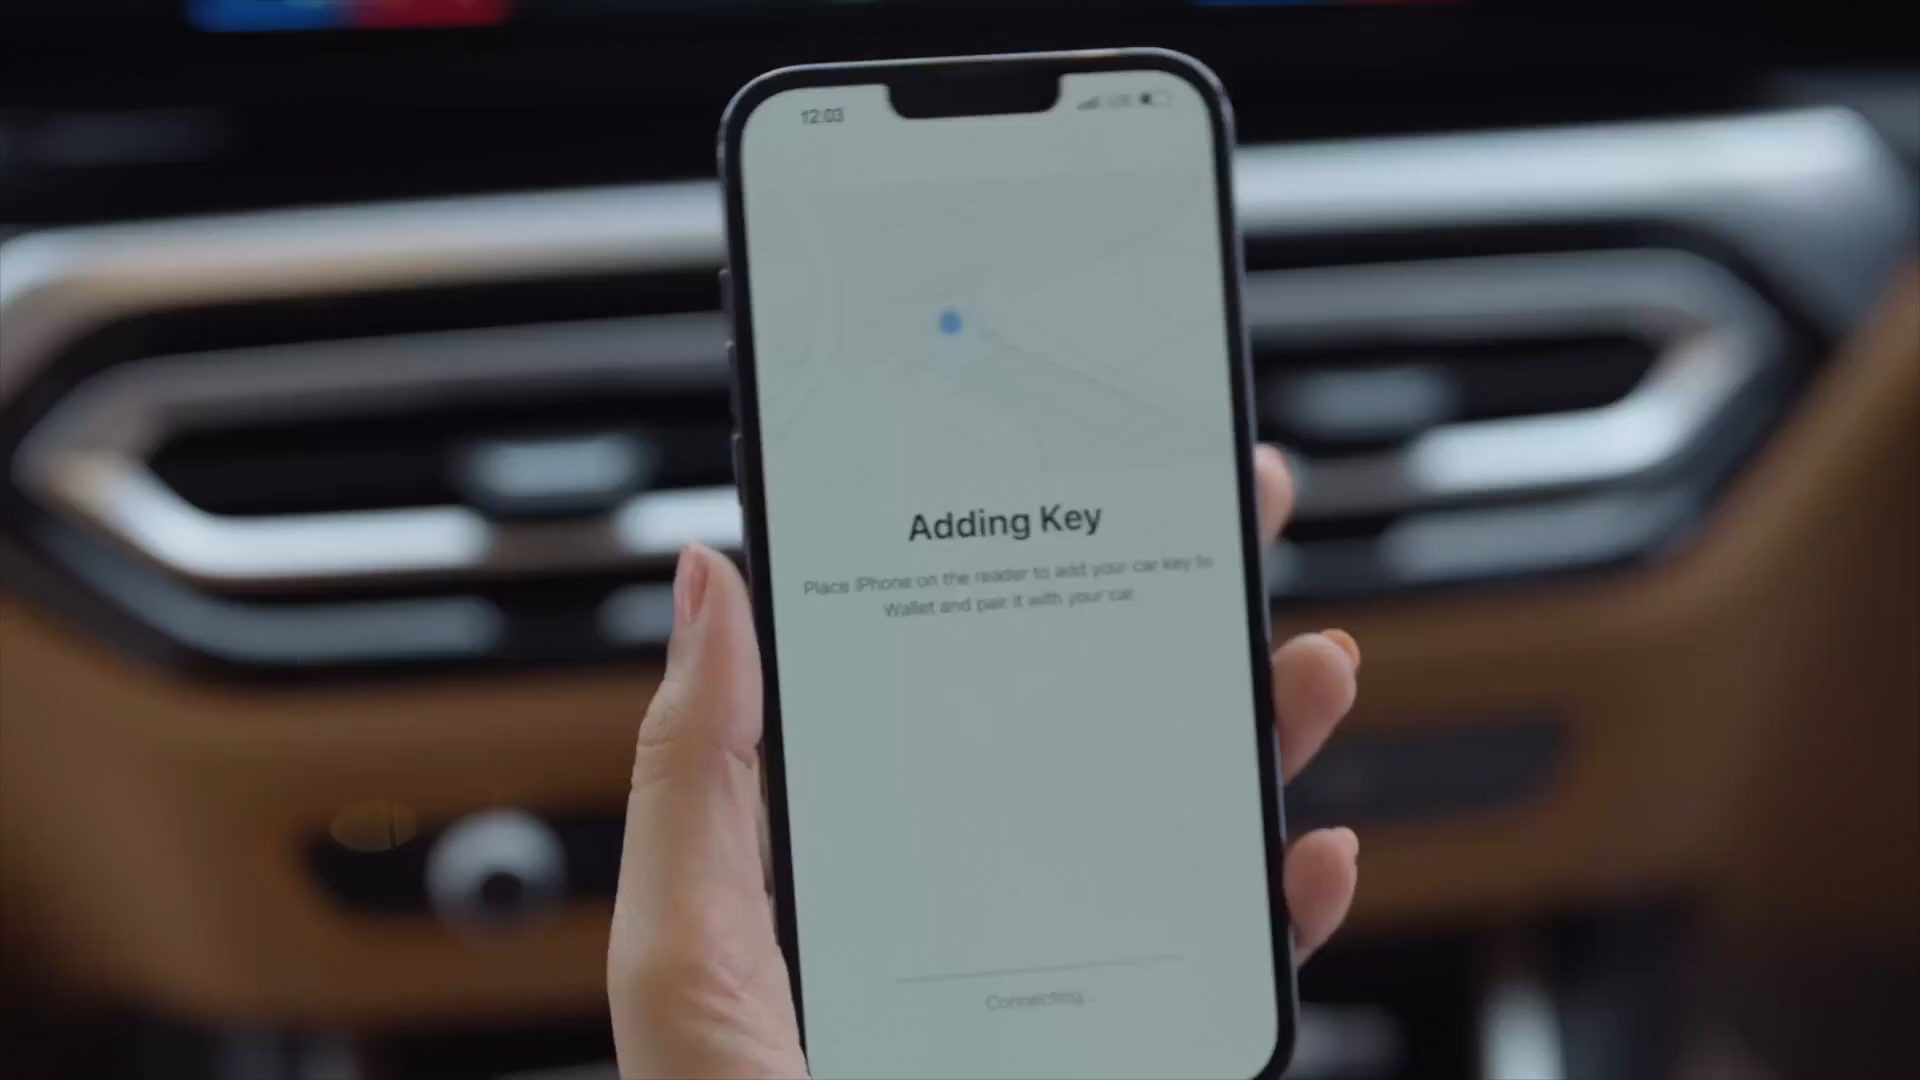 12:03
Adding Key
Place iPhone on the reader to add your car key to
Wallet and pair it with your car.
Connecting...